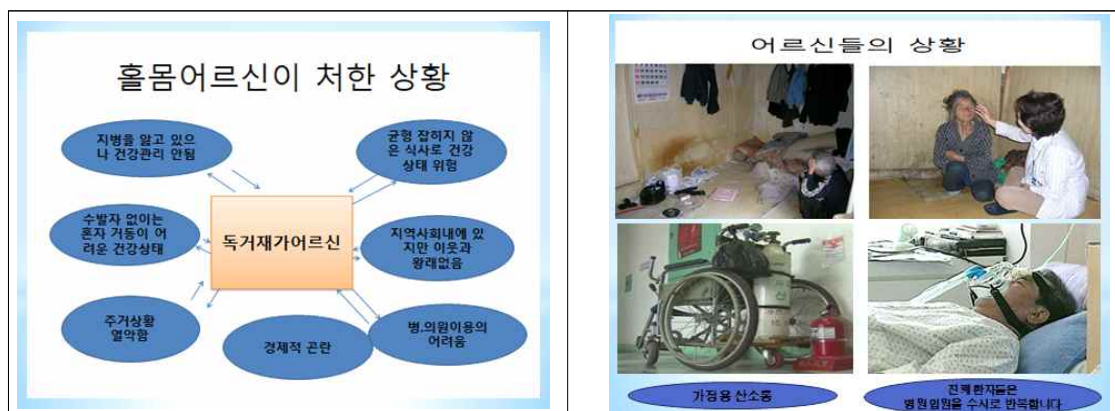 홀몸어르신이 처한 상황
지병을 앓고 있으
나 건강관리 안됨
균형 잡히지 않
은 식사로 건강
상태 위험
수발자 없이는
혼자 거동이 어
려운 건강상태
독거재가어르신
지역사회내에 있
지만 이웃과
왕래없음
주거상황
열악함
경제적 곤란
병.의원이용의
어려움
어르신들의 상황
가정용 산소통
진폐환자들은
병원입원을 수시로 반복합니다